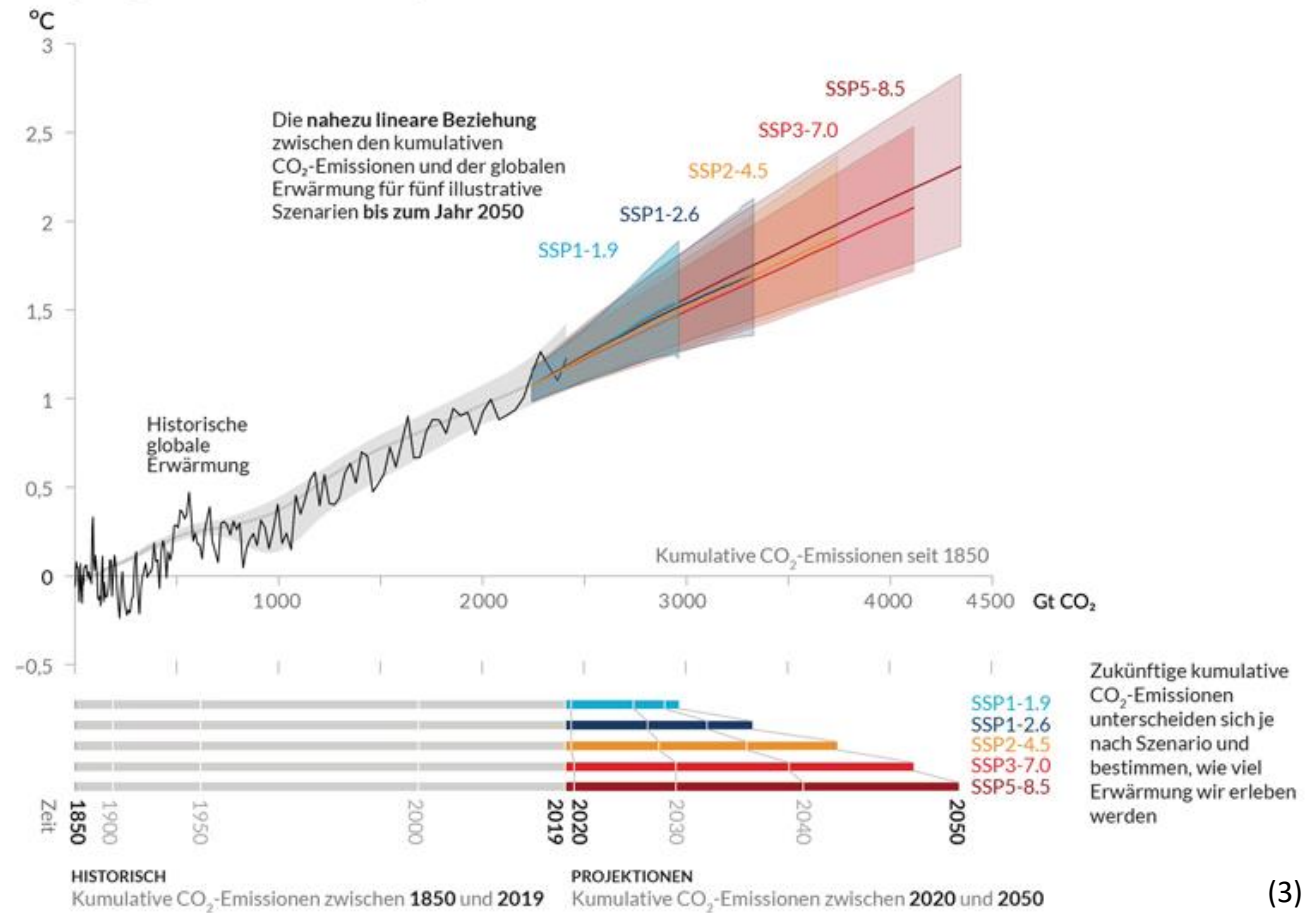 °C
3
2,5
2
1,5
1
0,5
0
−0,5
Die nahezu lineare Beziehung
zwischen den kumulativen
CO₂-Emissionen und der globalen
Erwärmung für fünf illustrative
Szenarien bis zum Jahr 2050
SSP5-8.5
SSP3-7.0
SSP2-4.5
SSP1-2.6
SSP1-1.9
Historische
globale
Erwärmung
Kumulative CO₂-Emissionen seit 1850
1000
2000
3000
4000
4500
Gt CO₂
SSP1-1.9
SSP1-2.6
SSP2-4.5
SSP3-7.0
SSP5-8.5
Zukünftige kumulative
CO₂-Emissionen
unterscheiden sich je
nach Szenario und
bestimmen, wie viel
Erwärmung wir erleben
werden
Zeit
1850
1900
1950
2000
2019
2020
2030
2040
2050
HISTORISCH
Kumulative CO₂-Emissionen zwischen 1850 und 2019
PROJEKTIONEN
Kumulative CO₂-Emissionen zwischen 2020 und 2050
(3)